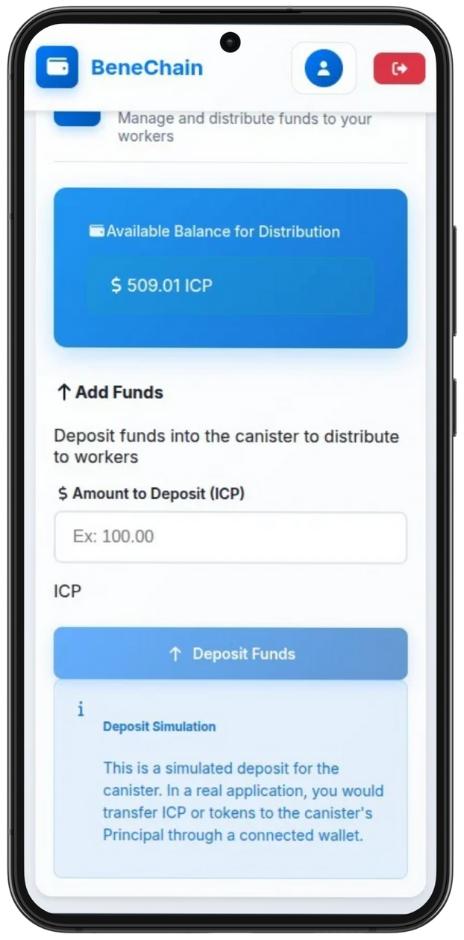 BeneChain
Manage and distribute funds to your
workers
Available Balance for Distribution
$ 509.01 ICP
Add Funds
Deposit funds into the canister to distribute
to workers
$ Amount to Deposit (ICP)
Ex: 100.00
ICP
Deposit Funds
i
Deposit Simulation
This is a simulated deposit for the
canister. In a real application, you would
transfer ICP or tokens to the canister's
Principal through a connected wallet.